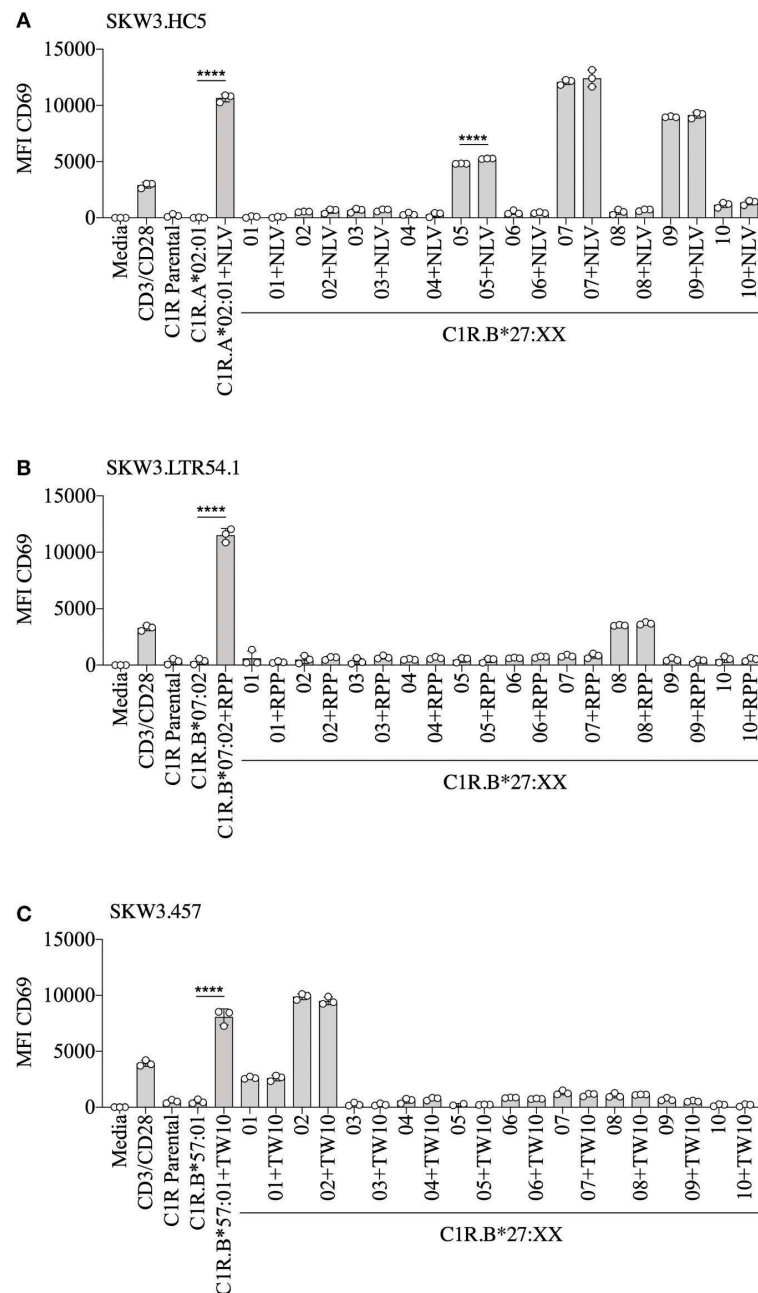 A SKW3.HC5
15000
10000
5000
0
MFI CD69
****
****
Media
CD3/CD28
C1R Parental
C1R.A*02:01
C1R.A*02:01+NLV
01
01+NLV
02
02+NLV
03
03+NLV
04
04+NLV
05
05+NLV
06
06+NLV
07
07+NLV
08
08+NLV
09
09+NLV
10
10+NLV
C1R.B*27:XX
B SKW3.LTR54.1
15000
10000
5000
0
MFI CD69
****
Media
CD3/CD28
C1R Parental
C1R.B*07:02
C1R.B*07:02+RPP
01
01+RPP
02
02+RPP
03
03+RPP
04
04+RPP
05
05+RPP
06
06+RPP
07
07+RPP
08
08+RPP
09
09+RPP
10
10+RPP
C1R.B*27:XX
C SKW3.457
15000
10000
5000
0
MFI CD69
****
Media
CD3/CD28
C1R Parental
C1R.B*57:01
C1R.B*57:01+TW10
01
01+TW10
02
02+TW10
03
03+TW10
04
04+TW10
05
05+TW10
06
06+TW10
07
07+TW10
08
08+TW10
09
09+TW10
10
10+TW10
C1R.B*27:XX